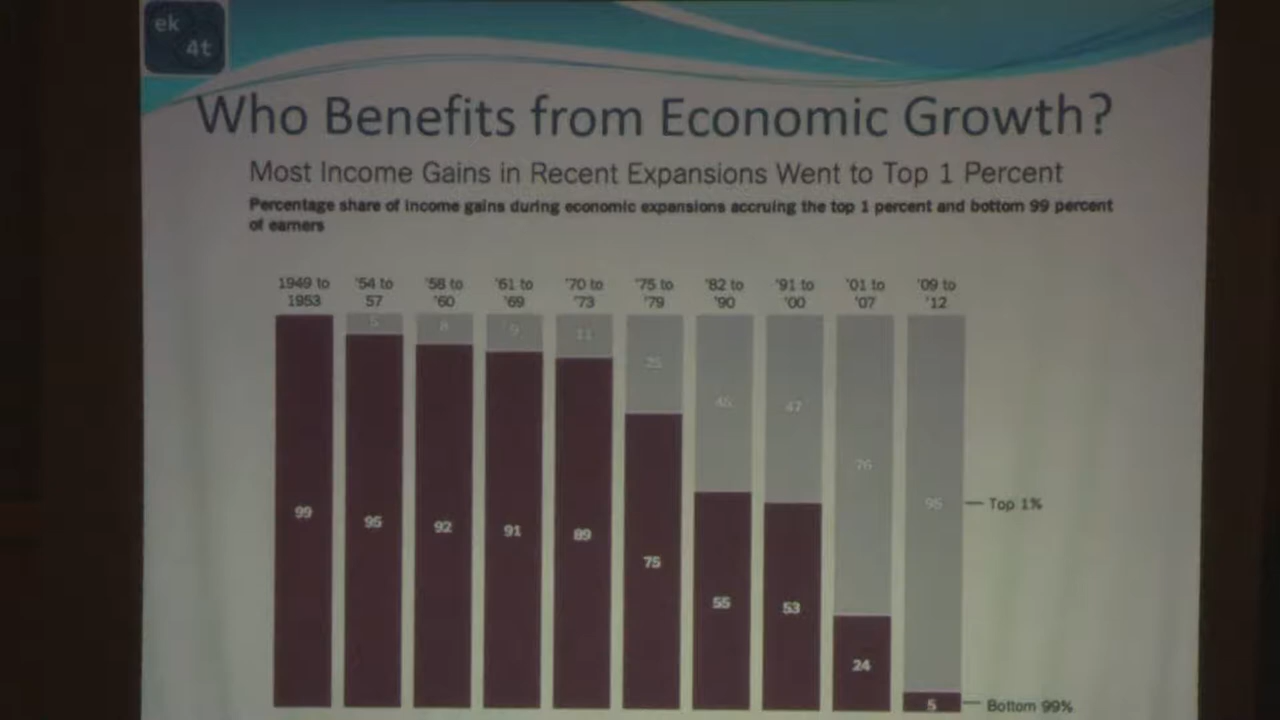 ek
4t
Who Benefits from Economic Growth?
Most Income Gains in Recent Expansions Went to Top 1 Percent
Percentage share of income gains during economic expansions accruing the top 1 percent and bottom 99 percent
of earners
1949 to '54 to '58 to '61 to '70 to '75 to '82 to '91 to '01 to '09 to
1953 57 '60 '69 '73 '79 '90 '00 '07 '12
5 8 9 11
25
45 47
76
95 Top 1%
99 95 92 91 89
75
55 53
24
5 Bottom 99%